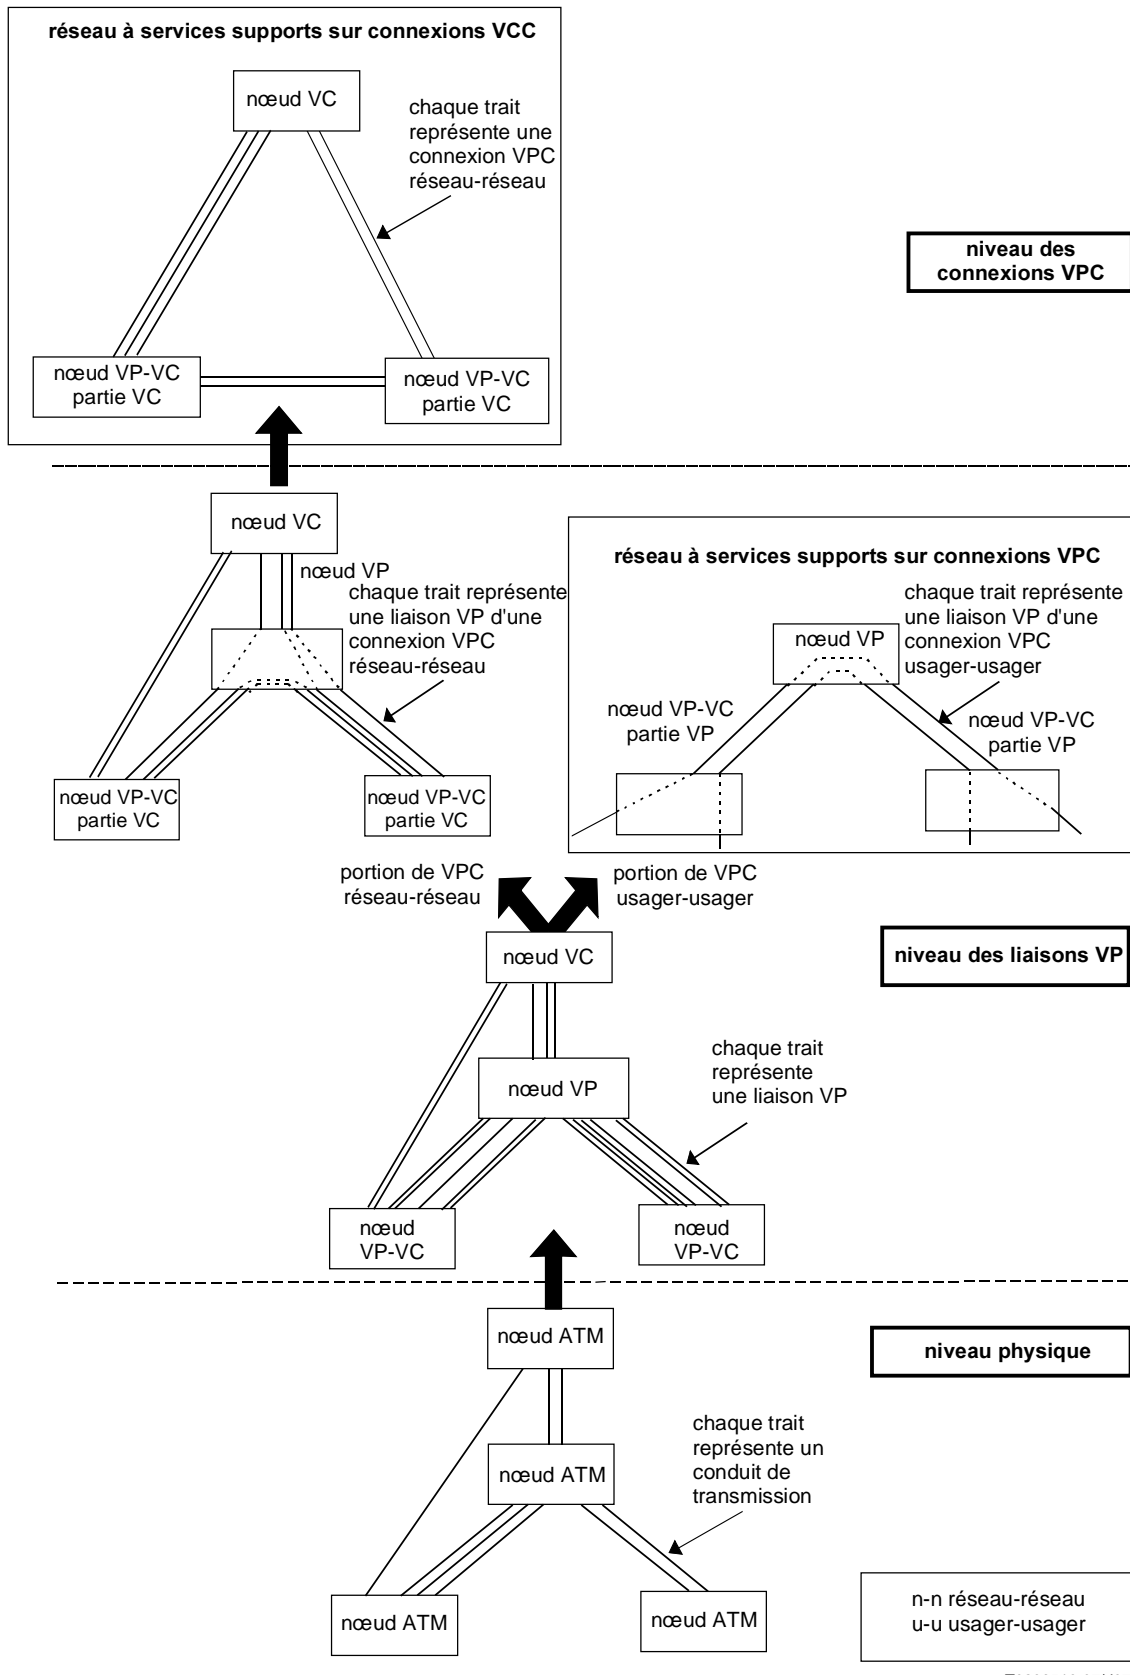 réseau à services supports sur connexions VCC
nœud VC
chaque trait
représente une
connexion VPC
réseau-réseau
niveau des
connexions VPC
nœud VP-VC
partie VC
nœud VP-VC
partie VC
nœud VC
nœud VP
chaque trait représente
une liaison VP d'une
connexion VPC
réseau-réseau
nœud VP-VC
partie VC
nœud VP-VC
partie VC
réseau à services supports sur connexions VPC
chaque trait représente
une liaison VP d'une
connexion VPC
usager-usager
nœud VP
nœud VP-VC
partie VP
nœud VP-VC
partie VP
portion de VPC
réseau-réseau
portion de VPC
usager-usager
nœud VC
niveau des liaisons VP
chaque trait
représente
une liaison VP
nœud VP
nœud
VP-VC
nœud
VP-VC
nœud ATM
niveau physique
chaque trait
représente un
conduit de
transmission
nœud ATM
nœud ATM
nœud ATM
n-n réseau-réseau
u-u usager-usager